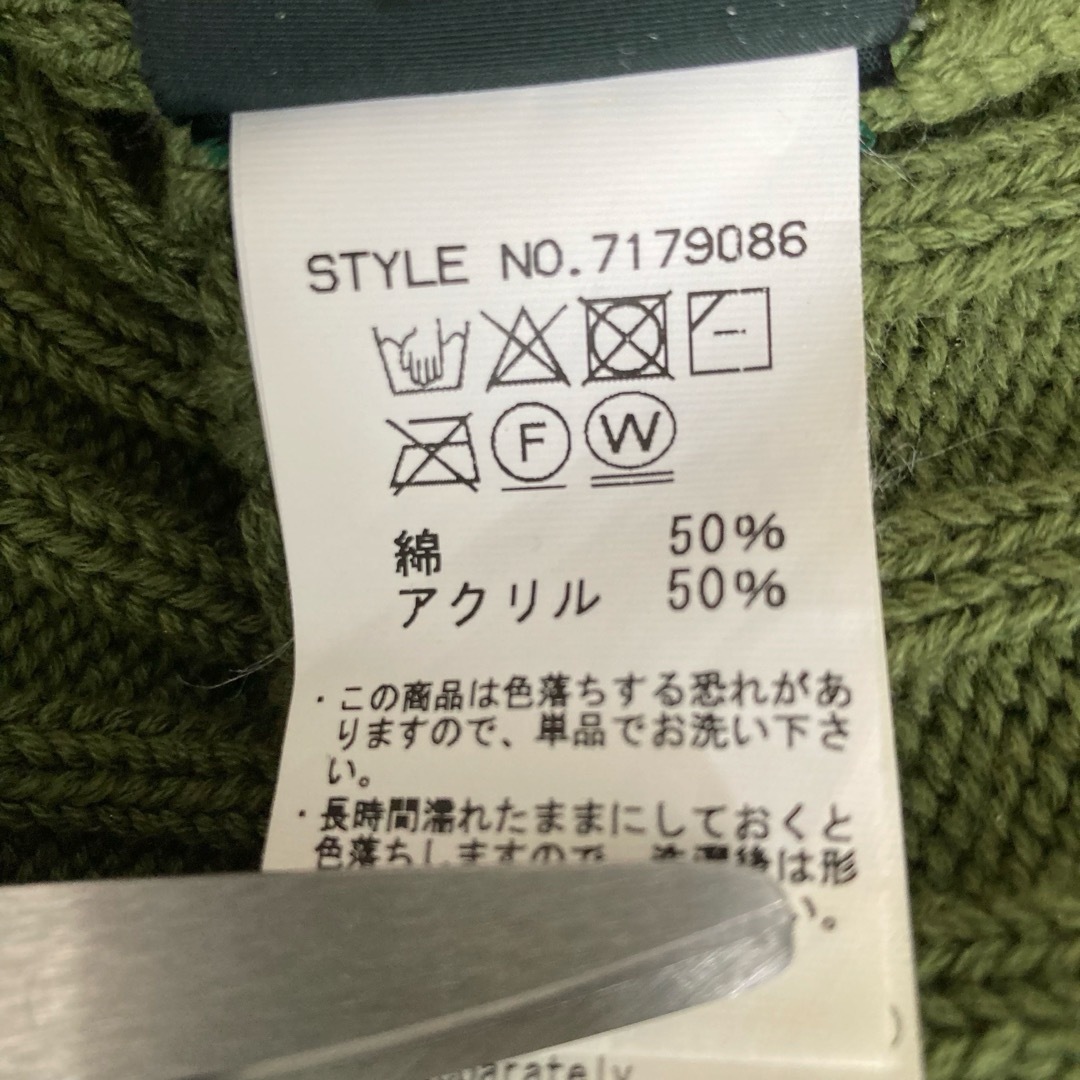 STYLE NO.7179086
F W
綿 50%
アクリル 50%
・この商品は色落ちする恐れがあ
りますので、単品でお洗い下さ
い。
・長時間濡れたままにしておくと
色落ちしますので、洗濯後は形
い。